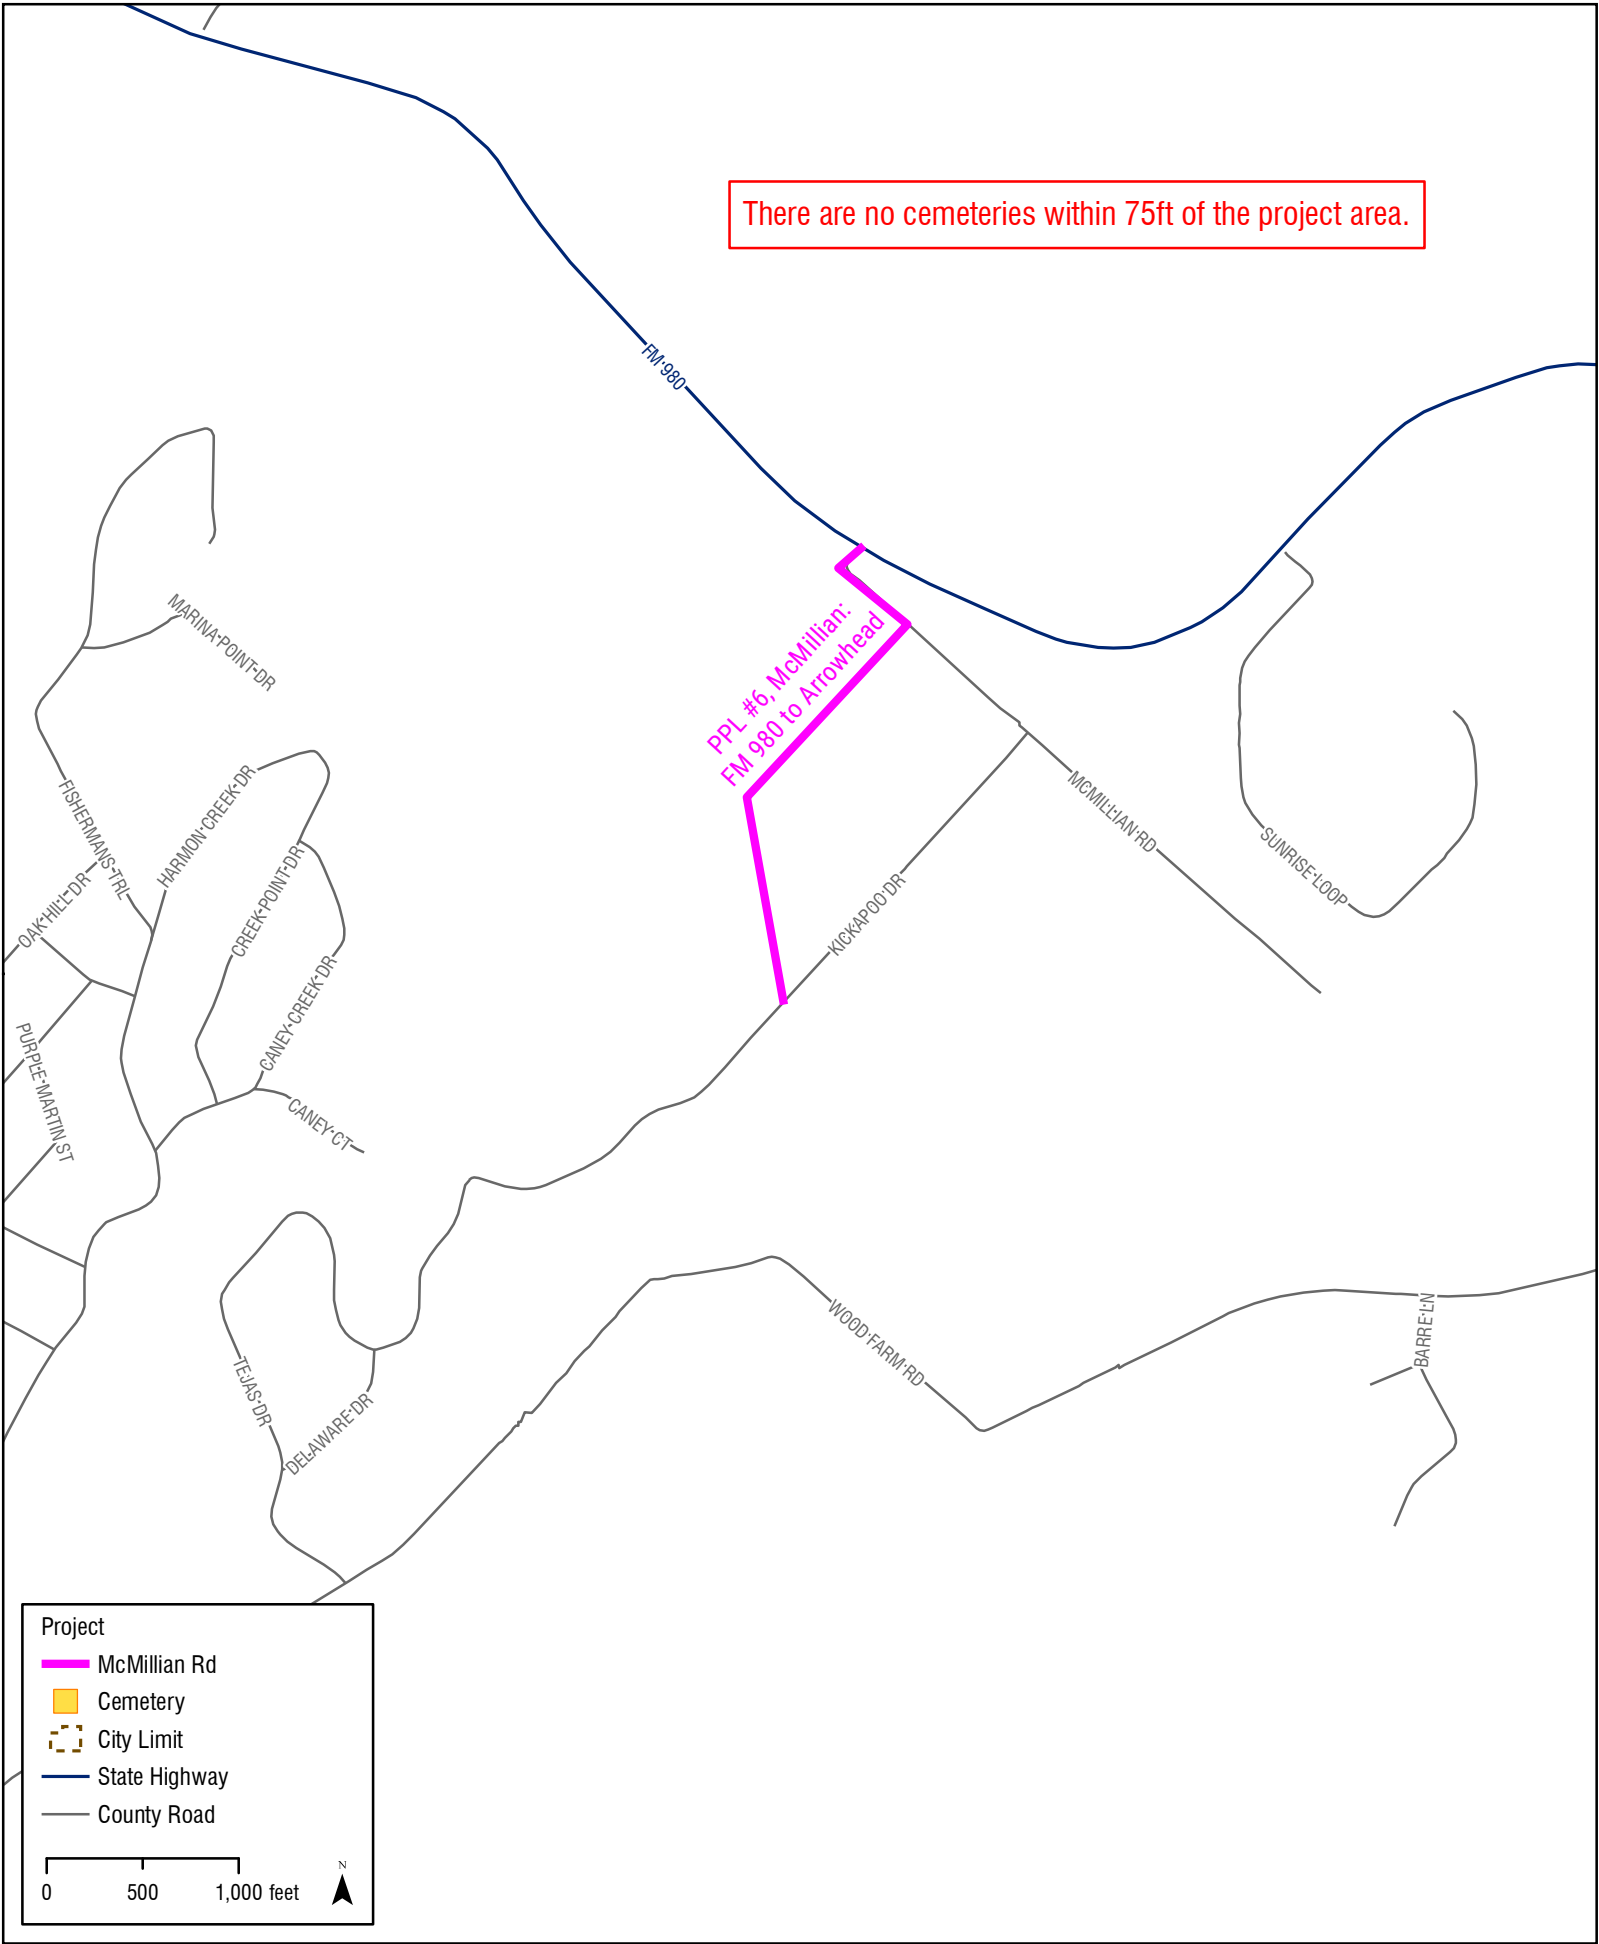 There are no cemeteries within 75ft of the project area.
FM 980
PPL #6, McMillian:
FM 980 to Arrowhead
MARINA POINT DR
FISHERMANS TRL
HARMON CREEK DR
MCMILLIAN RD
SUNRISE LOOP
OAK HILL DR
CREEK POINT DR
KICKAPOO DR
CANEY CREEK DR
PURPLE MARTIN ST
CANEY CT
WOOD FARM RD
BARRE LN
TEJAS DR
DELAWARE DR
Project
McMillian Rd
Cemetery
City Limit
State Highway
County Road
N
0 500 1,000 feet